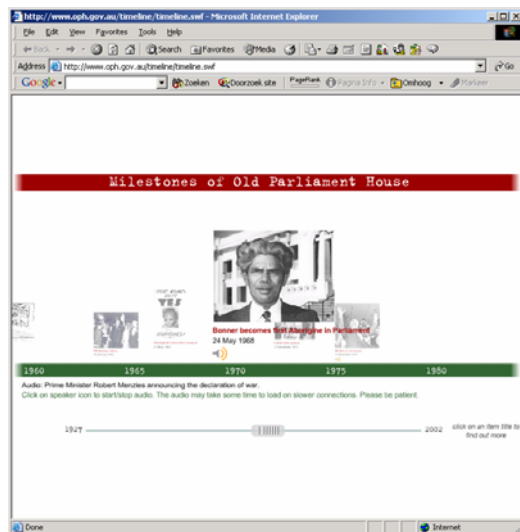 http://www.oph.gov.au/timeline/timeline.swf - Microsoft Internet Explorer
File Edit View Favorites Tools Help
Back Search Favorites Media
Address http://www.oph.gov.au/timeline/timeline.swf Go
Google Zoeken Doorzoek site PageRank Pagina Info Omhoog Markeer
Milestones of Old Parliament House
YES
Bonner becomes first Aborigine in Parliament
24 May 1968
1960 1965 1970 1975 1980
Audio: Prime Minister Robert Menzies announcing the declaration of war.
Click on speaker icon to start/stop audio. The audio may take some time to load on slower connections. Please be patient.
1927 2002 click on an item title to
find out more
Done Internet